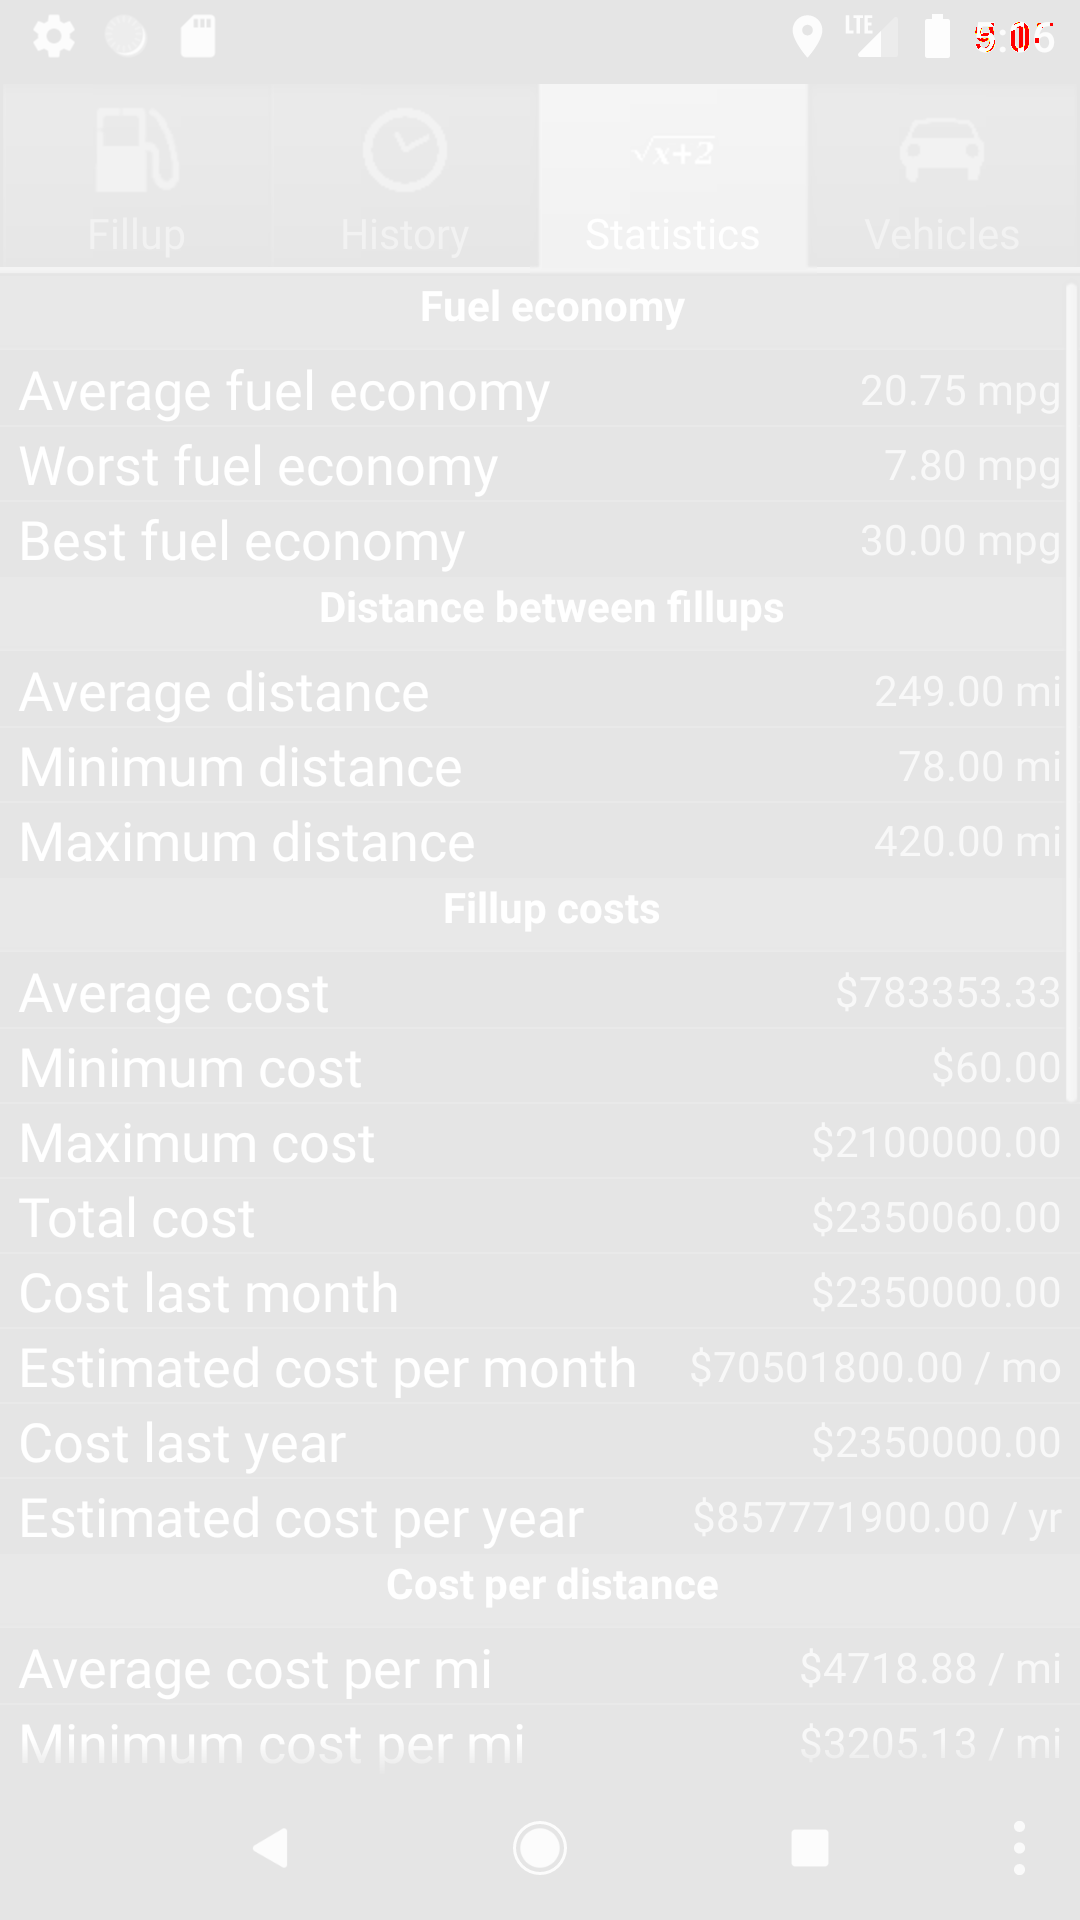 LTE
Fillup History √x+2 Statistics Vehicles
Fuel economy
Average fuel economy 20.75 mpg
Worst fuel economy 7.80 mpg
Best fuel economy 30.00 mpg
Distance between fillups
Average distance 249.00 mi
Minimum distance 78.00 mi
Maximum distance 420.00 mi
Fillup costs
Average cost $783353.33
Minimum cost $60.00
Maximum cost $2100000.00
Total cost $2350060.00
Cost last month $2350000.00
Estimated cost per month $70501800.00 / mo
Cost last year $2350000.00
Estimated cost per year $857771900.00 / yr
Cost per distance
Average cost per mi $4718.88 / mi
Minimum cost per mi $3205.13 / mi